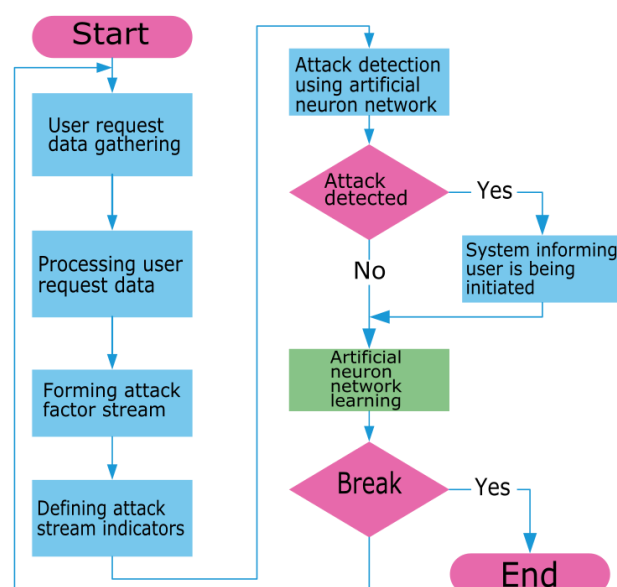 Start
User request
data gathering
Processing user
request data
Forming attack
factor stream
Defining attack
stream indicators
Attack detection
using artificial
neuron network
Attack
detected
Yes
No
System informing
user is being
initiated
Artificial
neuron
network
learning
Break
Yes
End